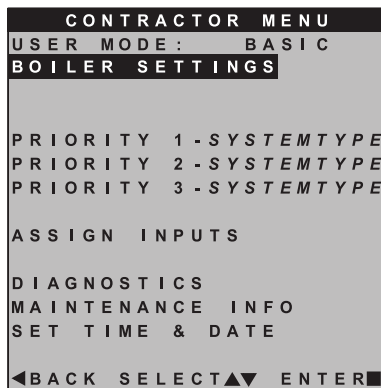 CONTRACTOR MENU
USER MODE: BASIC
BOILER SETTINGS
PRIORITY 1-SYSTEMTYPE
PRIORITY 2-SYSTEMTYPE
PRIORITY 3-SYSTEMTYPE
ASSIGN INPUTS
DIAGNOSTICS
MAINTENANCE INFO
SET TIME & DATE
◀BACK SELECT▲▼ ENTER■